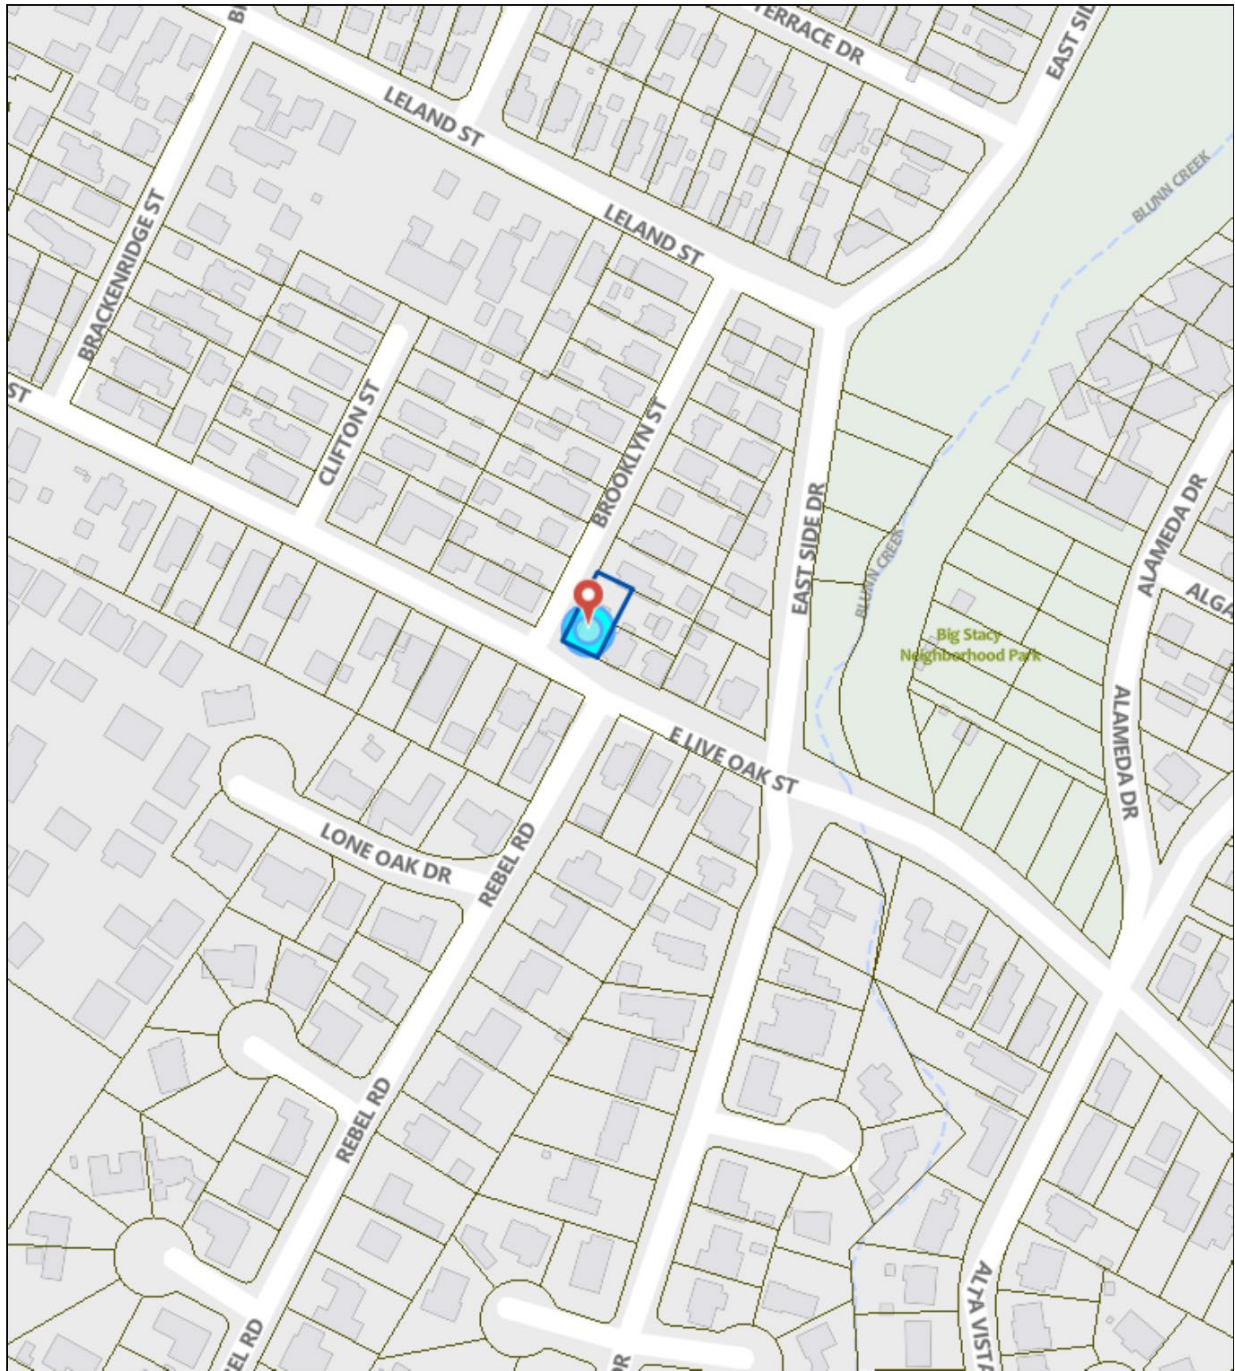 TERRACE DR
EAST SID
LELAND ST
BLUNN CREEK
BRACKENRIDGE ST
LELAND ST
ST
CLIFTON ST
BROOKLYN ST
EAST SIDE DR
ALAMEDA DR
BLUNN CREEK
ALGA
Big Stacy
Neighborhood Park
E LIVE OAK ST
ALAMEDA DR
LONE OAK DR
REBEL RD
REBEL RD
ALTA VISTA
EL RD
DR